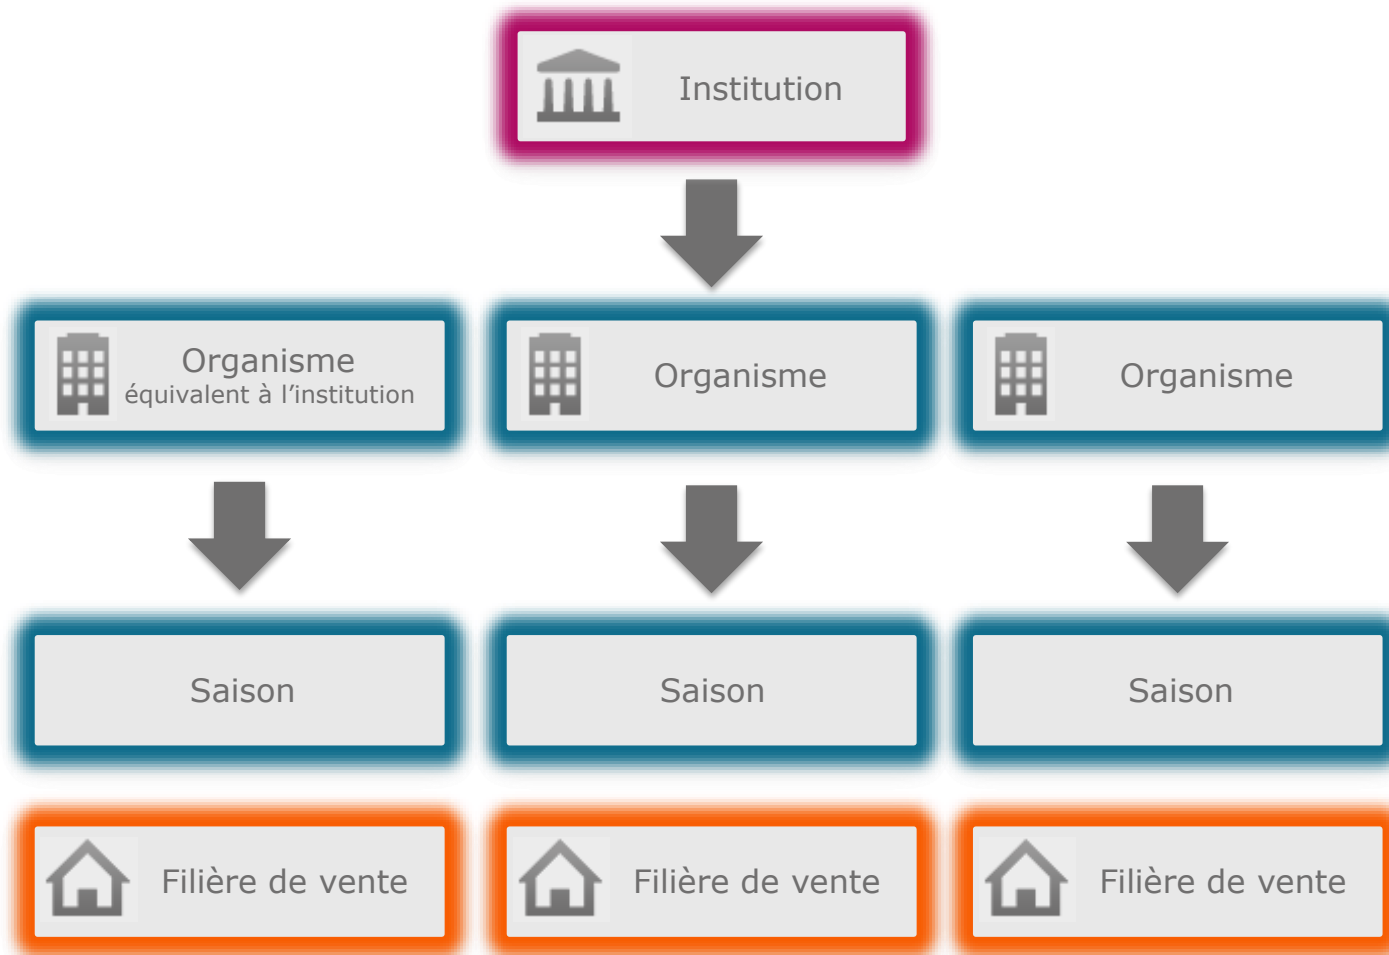 Institution
Organisme
équivalent à l’institution
Organisme
Organisme
Saison
Saison
Saison
Filière de vente
Filière de vente
Filière de vente